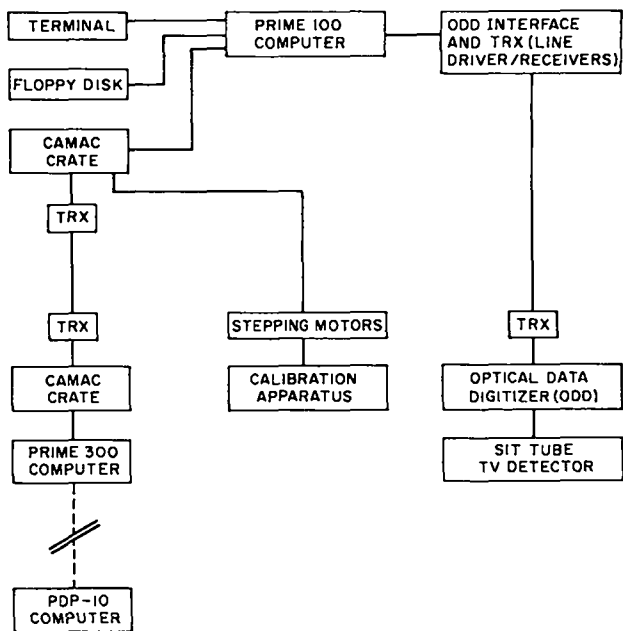 TERMINAL
PRIME 100
COMPUTER
ODD INTERFACE
AND TRX (LINE
DRIVER/RECEIVERS)
FLOPPY DISK
CAMAC
CRATE
TRX
TRX
STEPPING MOTORS
TRX
CAMAC
CRATE
CALIBRATION
APPARATUS
OPTICAL DATA
DIGITIZER (ODD)
PRIME 300
COMPUTER
SIT TUBE
TV DETECTOR
PDP-10
COMPUTER